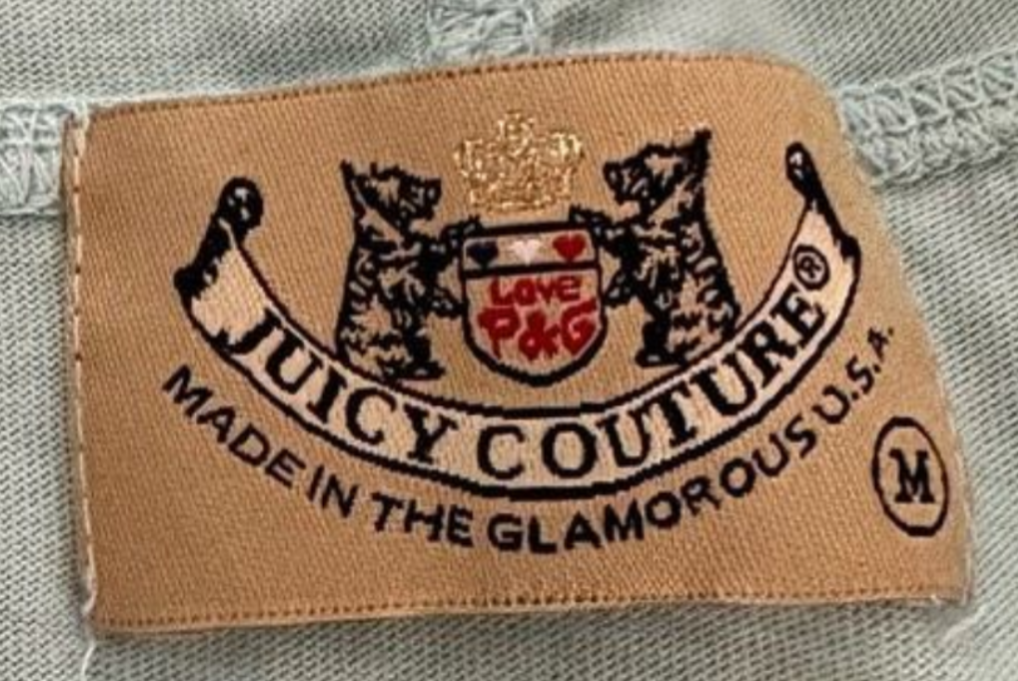 Love
P&G
JUICY COUTURE®
MADE IN THE GLAMOROUS U.S.A.
M